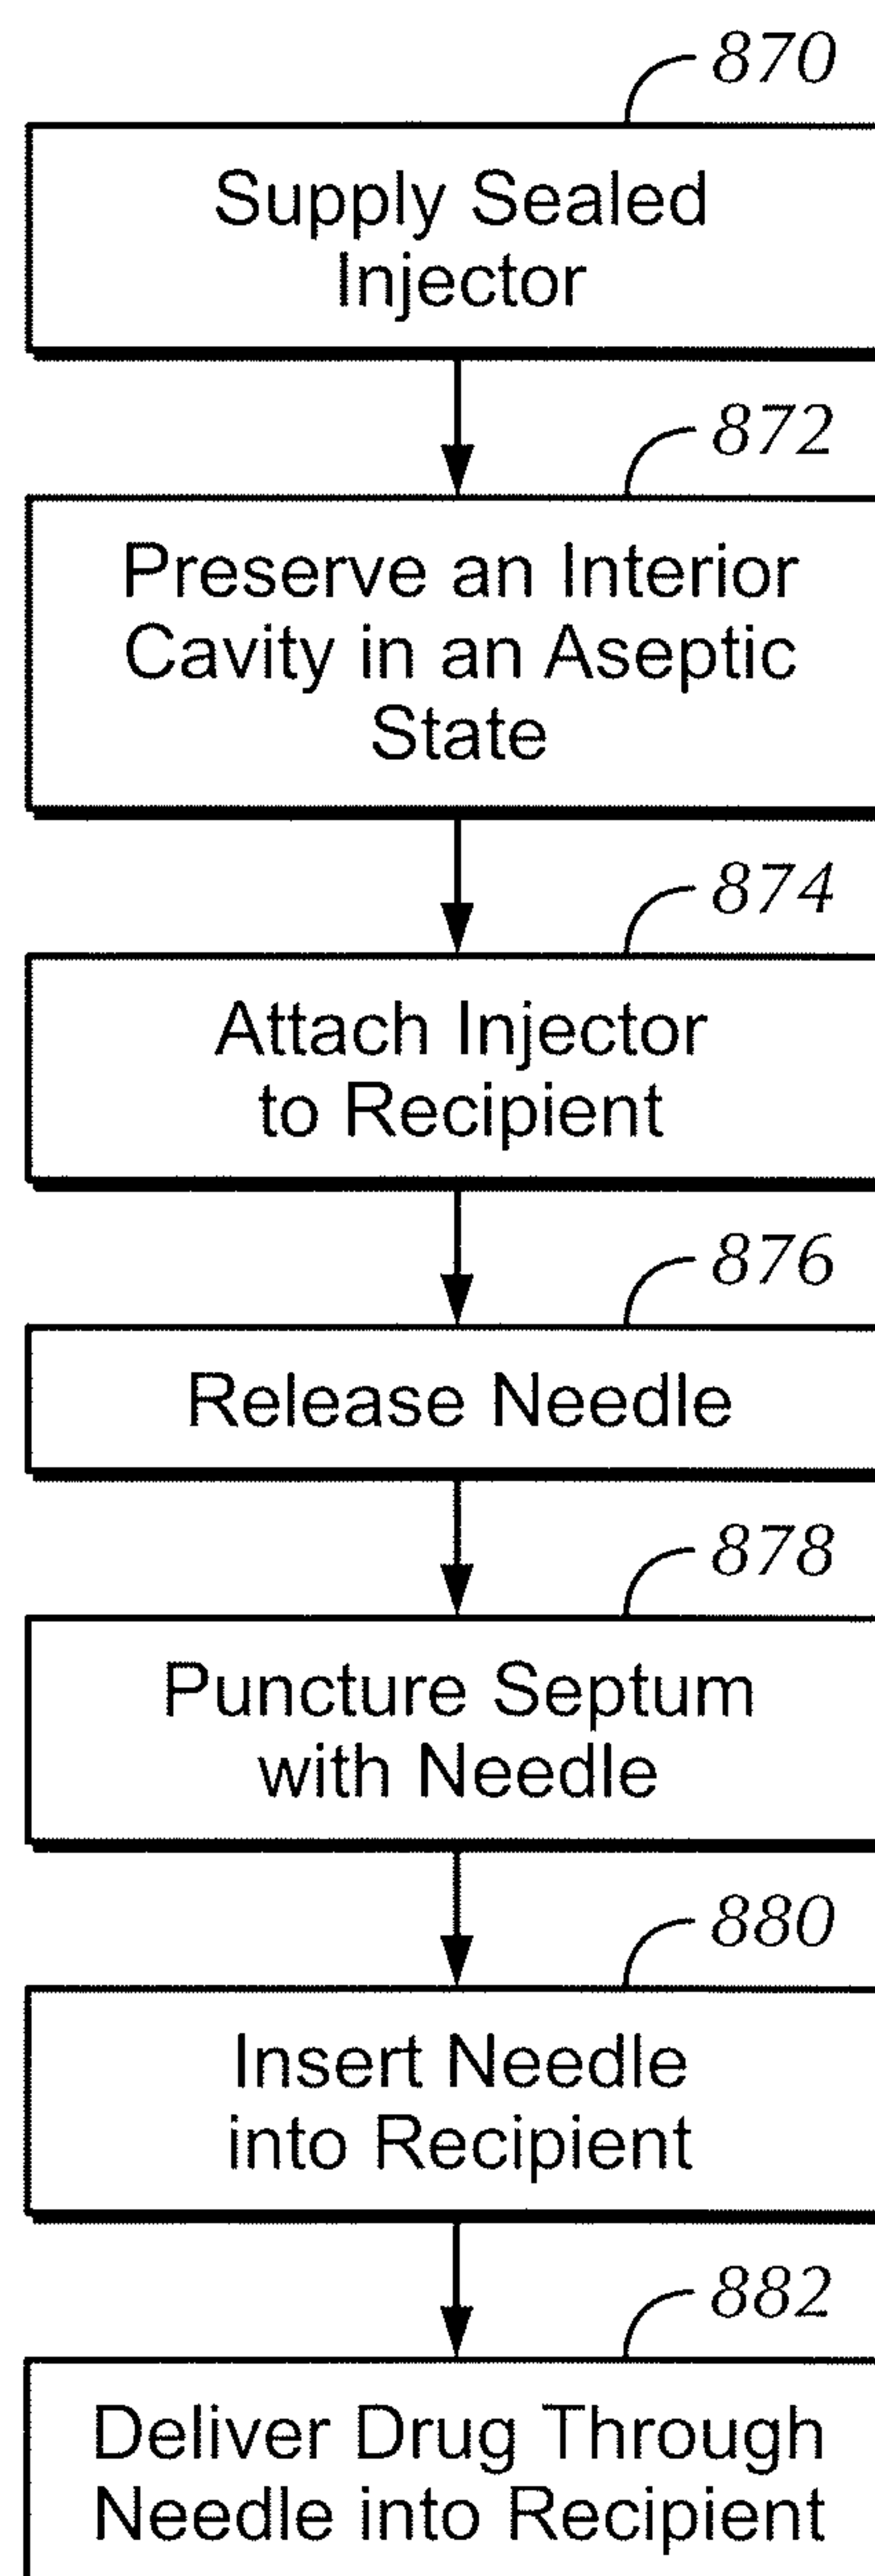 870
Supply Sealed
Injector
872
Preserve an Interior
Cavity in an Aseptic
State
874
Attach Injector
to Recipient
876
Release Needle
878
Puncture Septum
with Needle
880
Insert Needle
into Recipient
882
Deliver Drug Through
Needle into Recipient